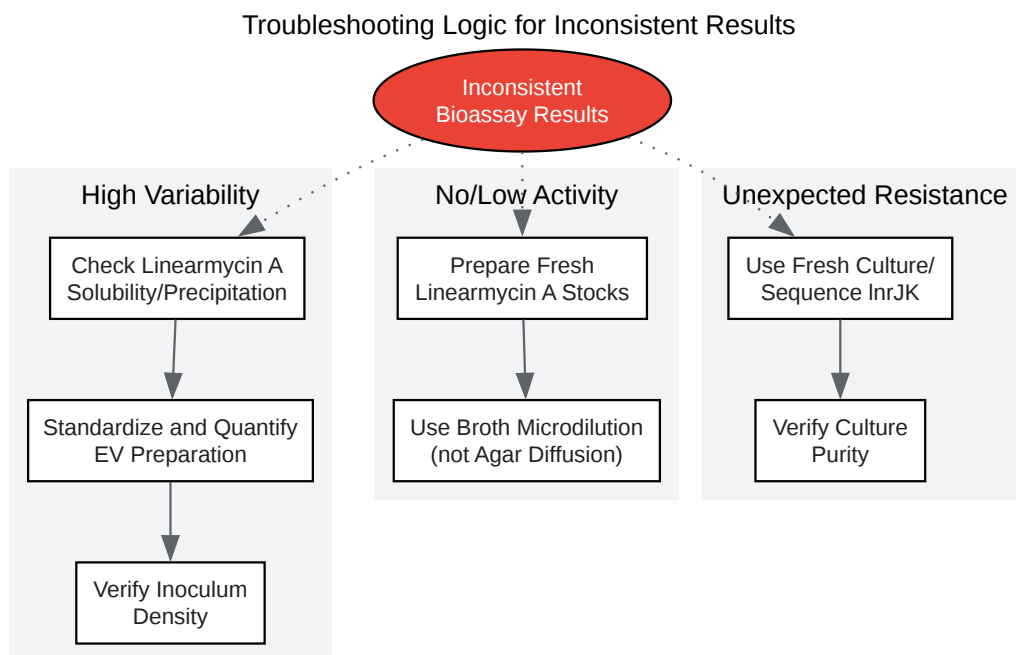 Troubleshooting Logic for Inconsistent Results
Inconsistent
Bioassay Results
High Variability
Check Linearmycin A
Solubility/Precipitation
Standardize and Quantify
EV Preparation
Verify Inoculum
Density
No/Low Activity
Prepare Fresh
Linearmycin A Stocks
Use Broth Microdilution
(not Agar Diffusion)
Unexpected Resistance
Use Fresh Culture/
Sequence lnrJK
Verify Culture
Purity